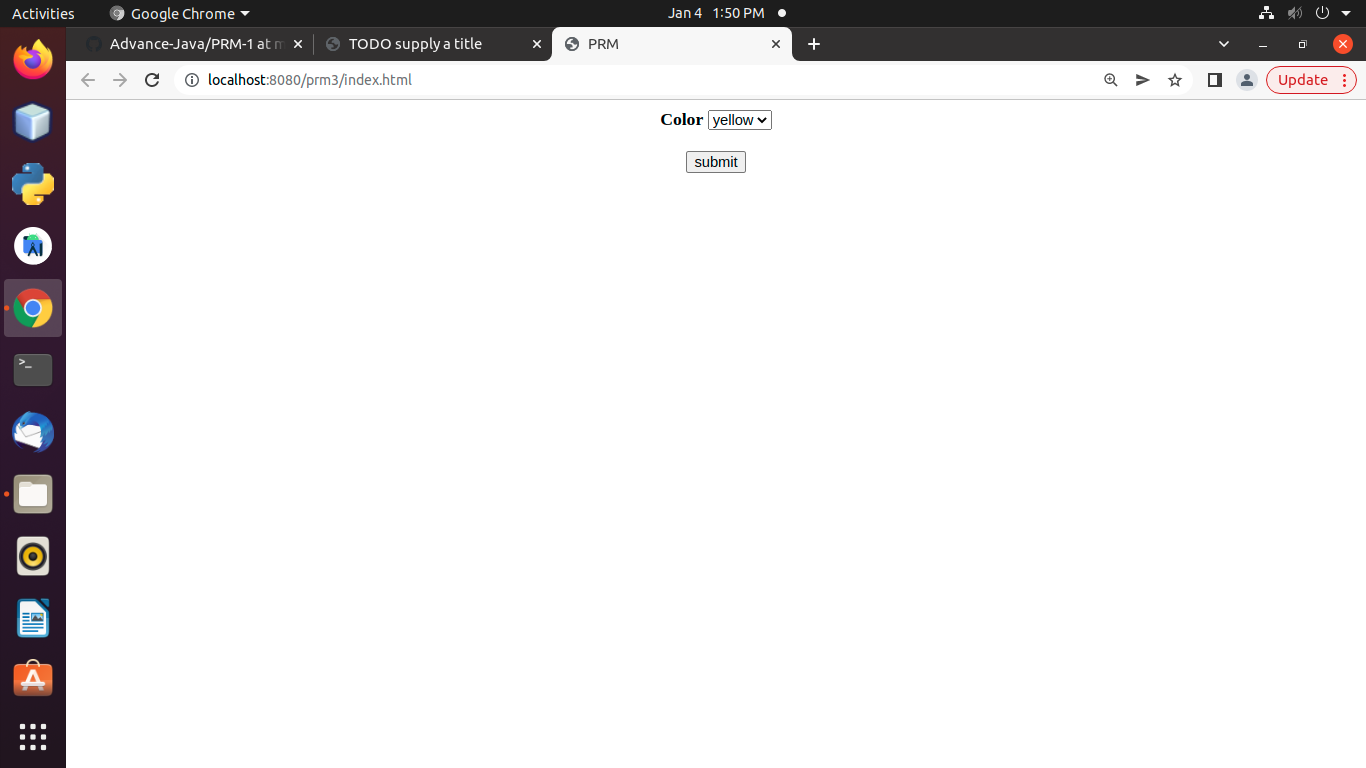 Activities Google Chrome Jan 4 1:50 PM
Advance-Java/PRM-1 at m TODO supply a title PRM
localhost:8080/prm3/index.html Update
Color yellow
submit